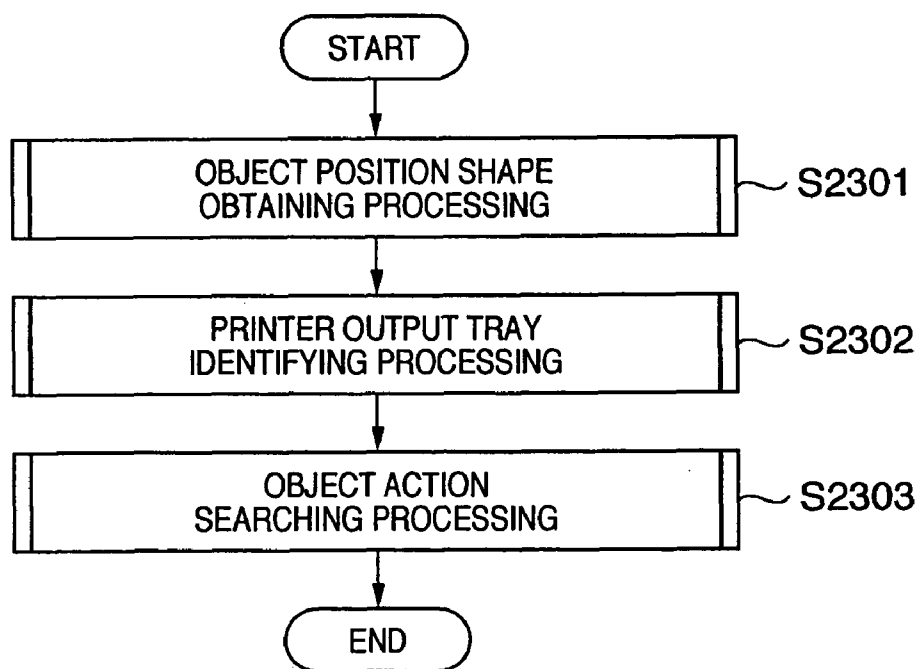 START
OBJECT POSITION SHAPE
OBTAINING PROCESSING
S2301
PRINTER OUTPUT TRAY
IDENTIFYING PROCESSING
S2302
OBJECT ACTION
SEARCHING PROCESSING
S2303
END